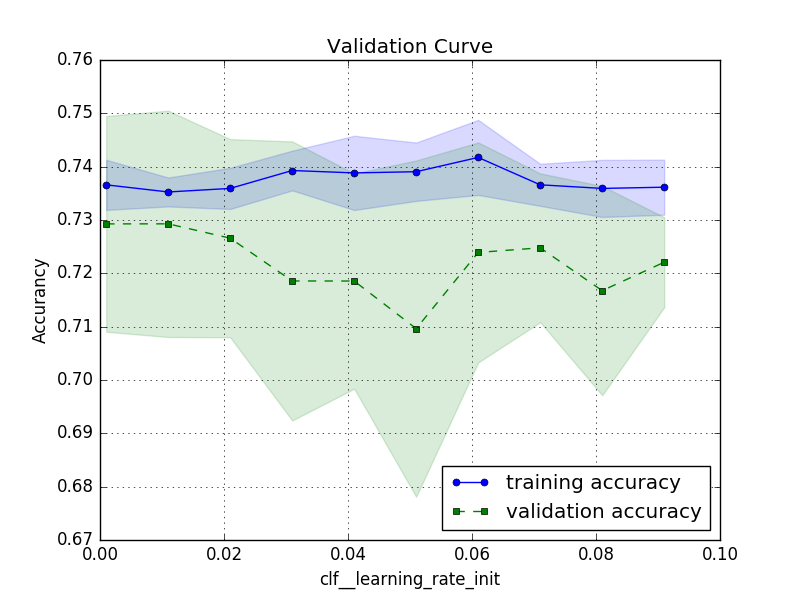 Validation Curve
0.76
0.75
0.74
0.73
0.72
0.71
0.70
0.69
0.68
0.67
Accurancy
training accuracy
validation accuracy
0.00 0.02 0.04 0.06 0.08 0.10
clf__learning_rate_init